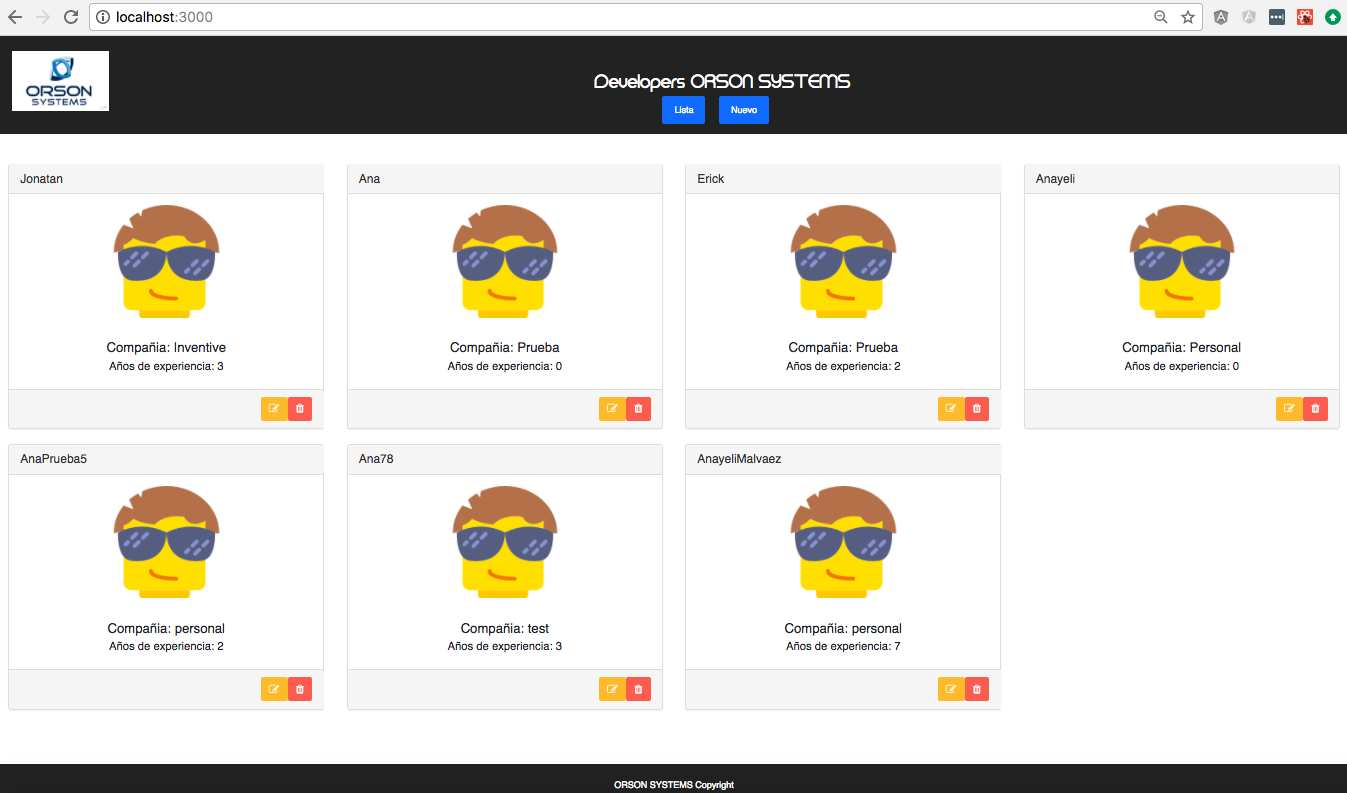 localhost:3000
ORSON
SYSTEMS
Developers ORSON SYSTEMS
Lista Nuevo
Jonatan
Compañia: Inventive
Años de experiencia: 3
Ana
Compañia: Prueba
Años de experiencia: 0
Erick
Compañia: Prueba
Años de experiencia: 2
Anayeli
Compañia: Personal
Años de experiencia: 0
AnaPrueba5
Compañia: personal
Años de experiencia: 2
Ana78
Compañia: test
Años de experiencia: 3
AnayeliMalvaez
Compañia: personal
Años de experiencia: 7
ORSON SYSTEMS Copyright